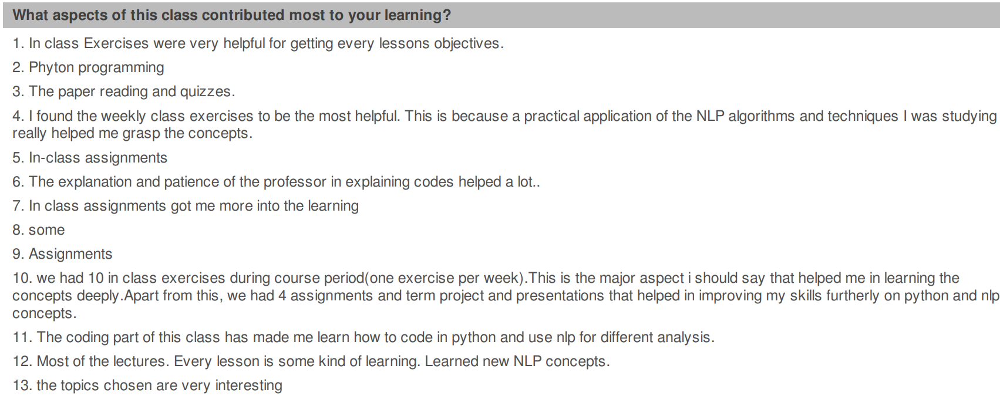 What aspects of this class contributed most to your learning?
1. In class Exercises were very helpful for getting every lessons objectives.
2. Phyton programming
3. The paper reading and quizzes.
4. I found the weekly class exercises to be the most helpful. This is because a practical application of the NLP algorithms and techniques I was studying
really helped me grasp the concepts.
5. In-class assignments
6. The explanation and patience of the professor in explaining codes helped a lot..
7. In class assignments got me more into the learning
8. some
9. Assignments
10. we had 10 in class exercises during course period(one exercise per week).This is the major aspect i should say that helped me in learning the
concepts deeply.Apart from this, we had 4 assignments and term project and presentations that helped in improving my skills furtherly on python and nlp
concepts.
11. The coding part of this class has made me learn how to code in python and use nlp for different analysis.
12. Most of the lectures. Every lesson is some kind of learning. Learned new NLP concepts.
13. the topics chosen are very interesting